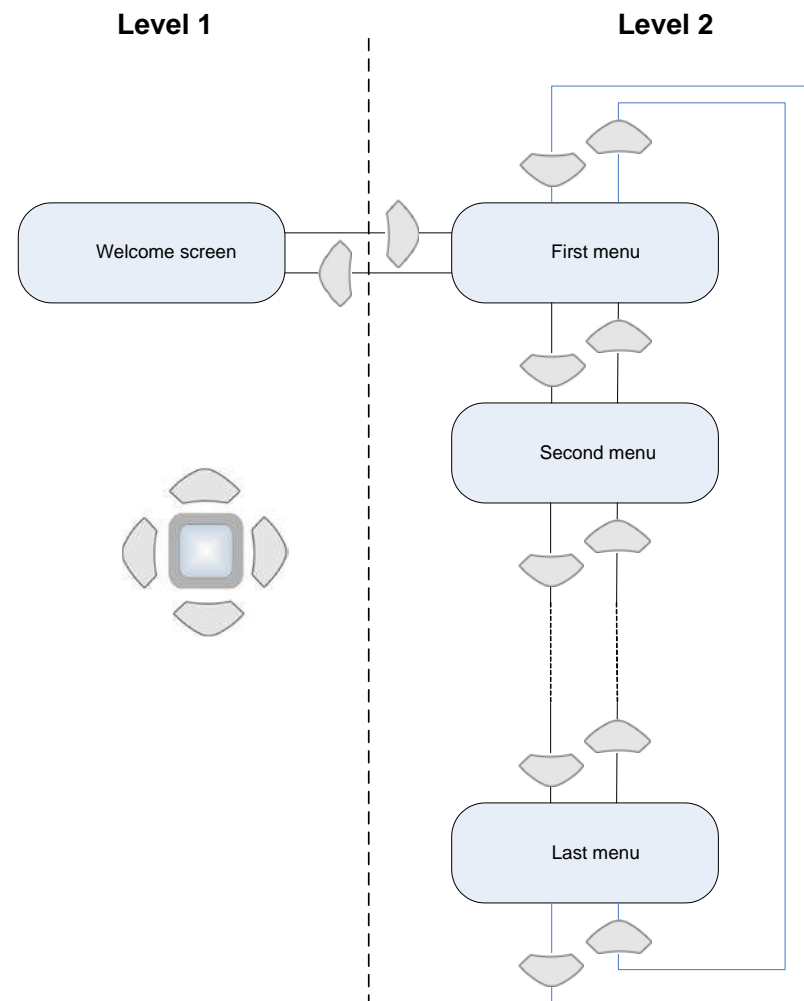 Level 1
Level 2
Welcome screen
First menu
Second menu
Last menu